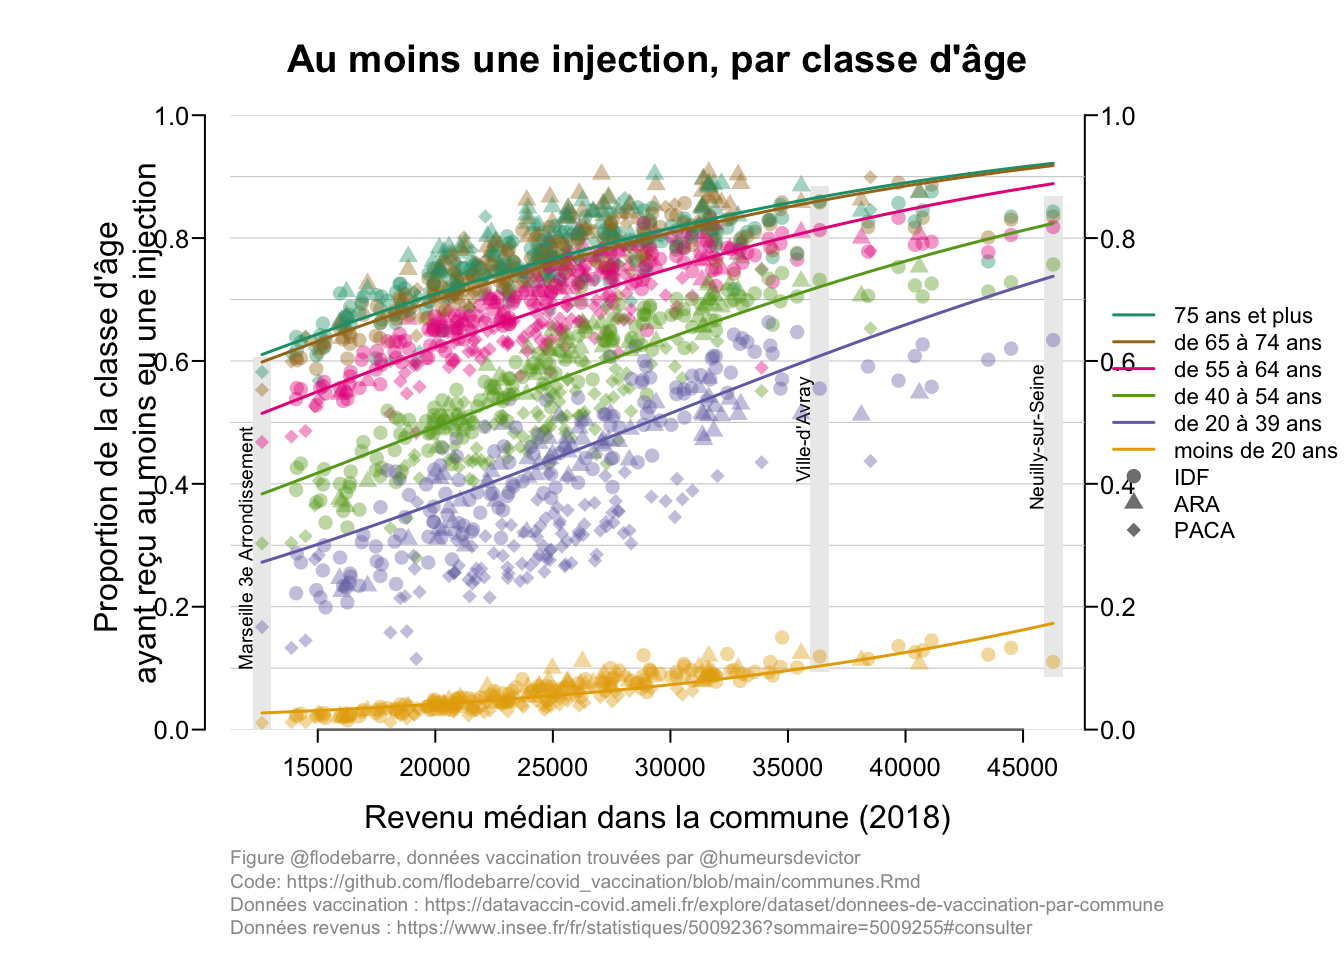 Au moins une injection, par classe d'âge
Proportion de la classe d'âge
ayant reçu au moins eu une injection
1.0
0.8
0.6
0.4
0.2
0.0
Marseille 3e Arrondissement
Ville-d'Avray
Neuilly-sur-Seine
1.0
0.8
0.6
0.4
0.2
0.0
75 ans et plus
de 65 à 74 ans
de 55 à 64 ans
de 40 à 54 ans
de 20 à 39 ans
moins de 20 ans
IDF
ARA
PACA
15000 20000 25000 30000 35000 40000 45000
Revenu médian dans la commune (2018)
Figure @flodebarre, données vaccination trouvées par @humeursdevictor
Code: https://github.com/flodebarre/covid_vaccination/blob/main/communes.Rmd
Données vaccination : https://datavaccin-covid.ameli.fr/explore/dataset/donnees-de-vaccination-par-commune
Données revenus : https://www.insee.fr/fr/statistiques/5009236?sommaire=5009255#consulter